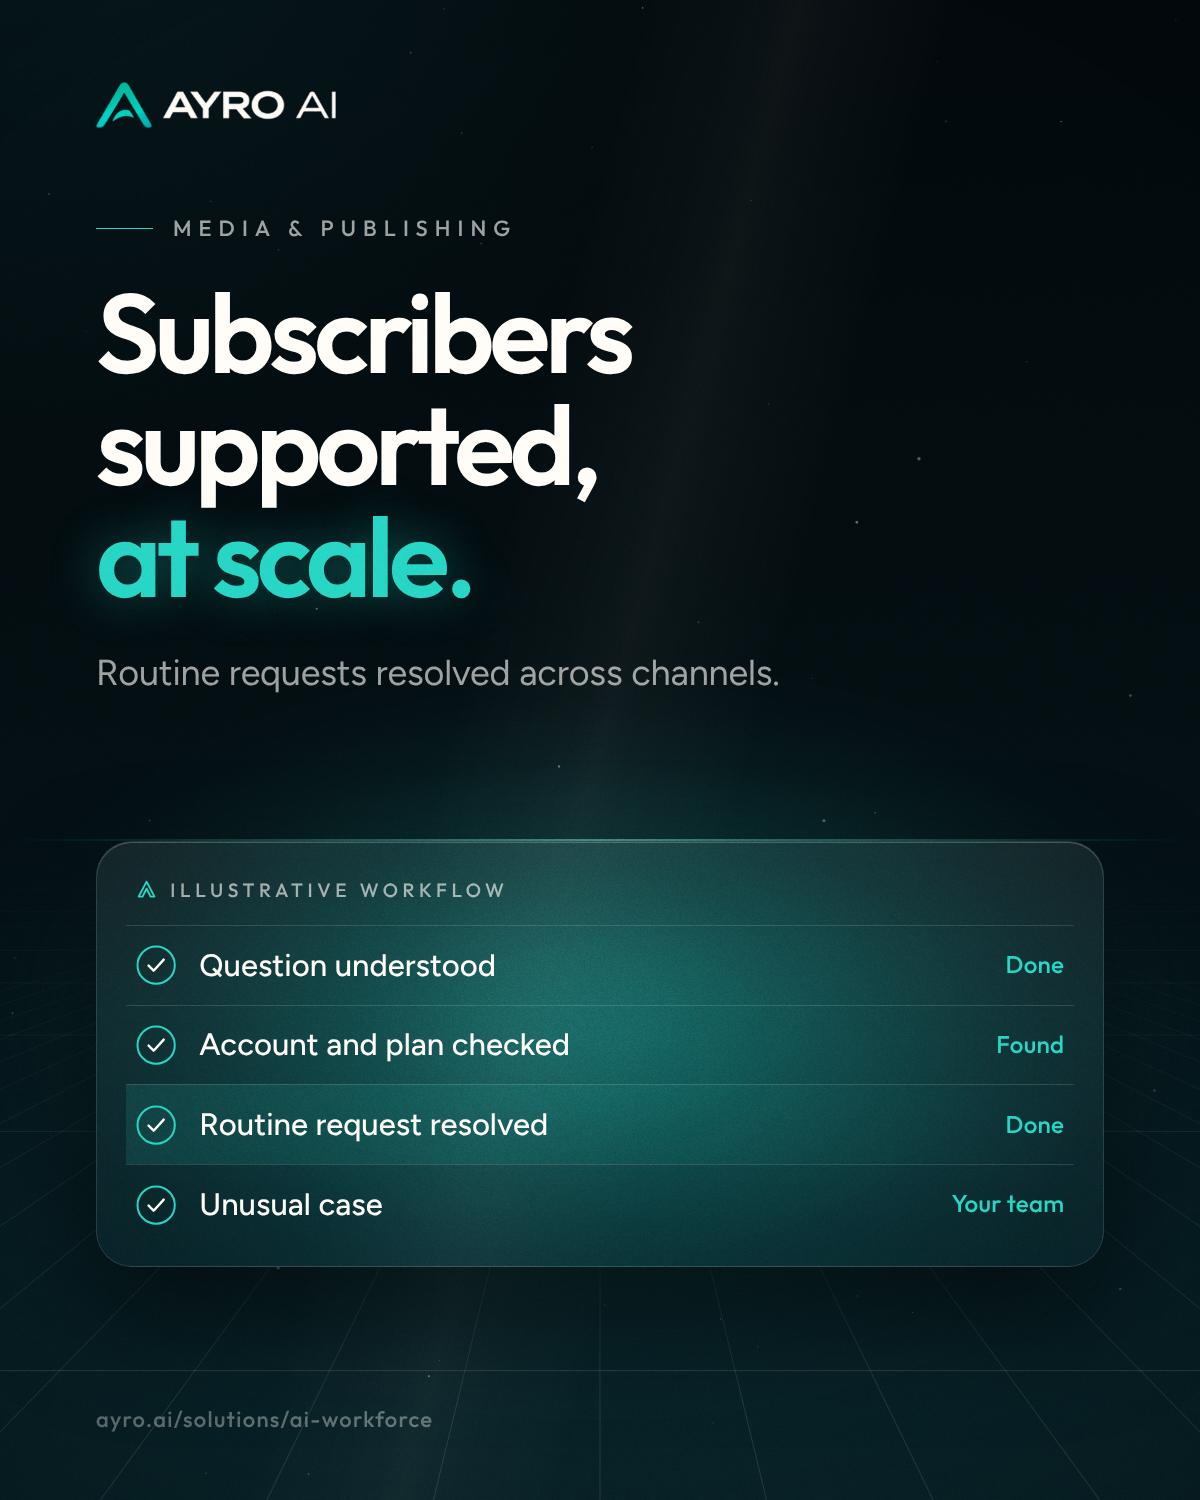 AYRO AI
MEDIA & PUBLISHING
Subscribers
supported,
at scale.
Routine requests resolved across channels.
ILLUSTRATIVE WORKFLOW
Question understood Done
Account and plan checked Found
Routine request resolved Done
Unusual case Your team
ayro.ai/solutions/ai-workforce